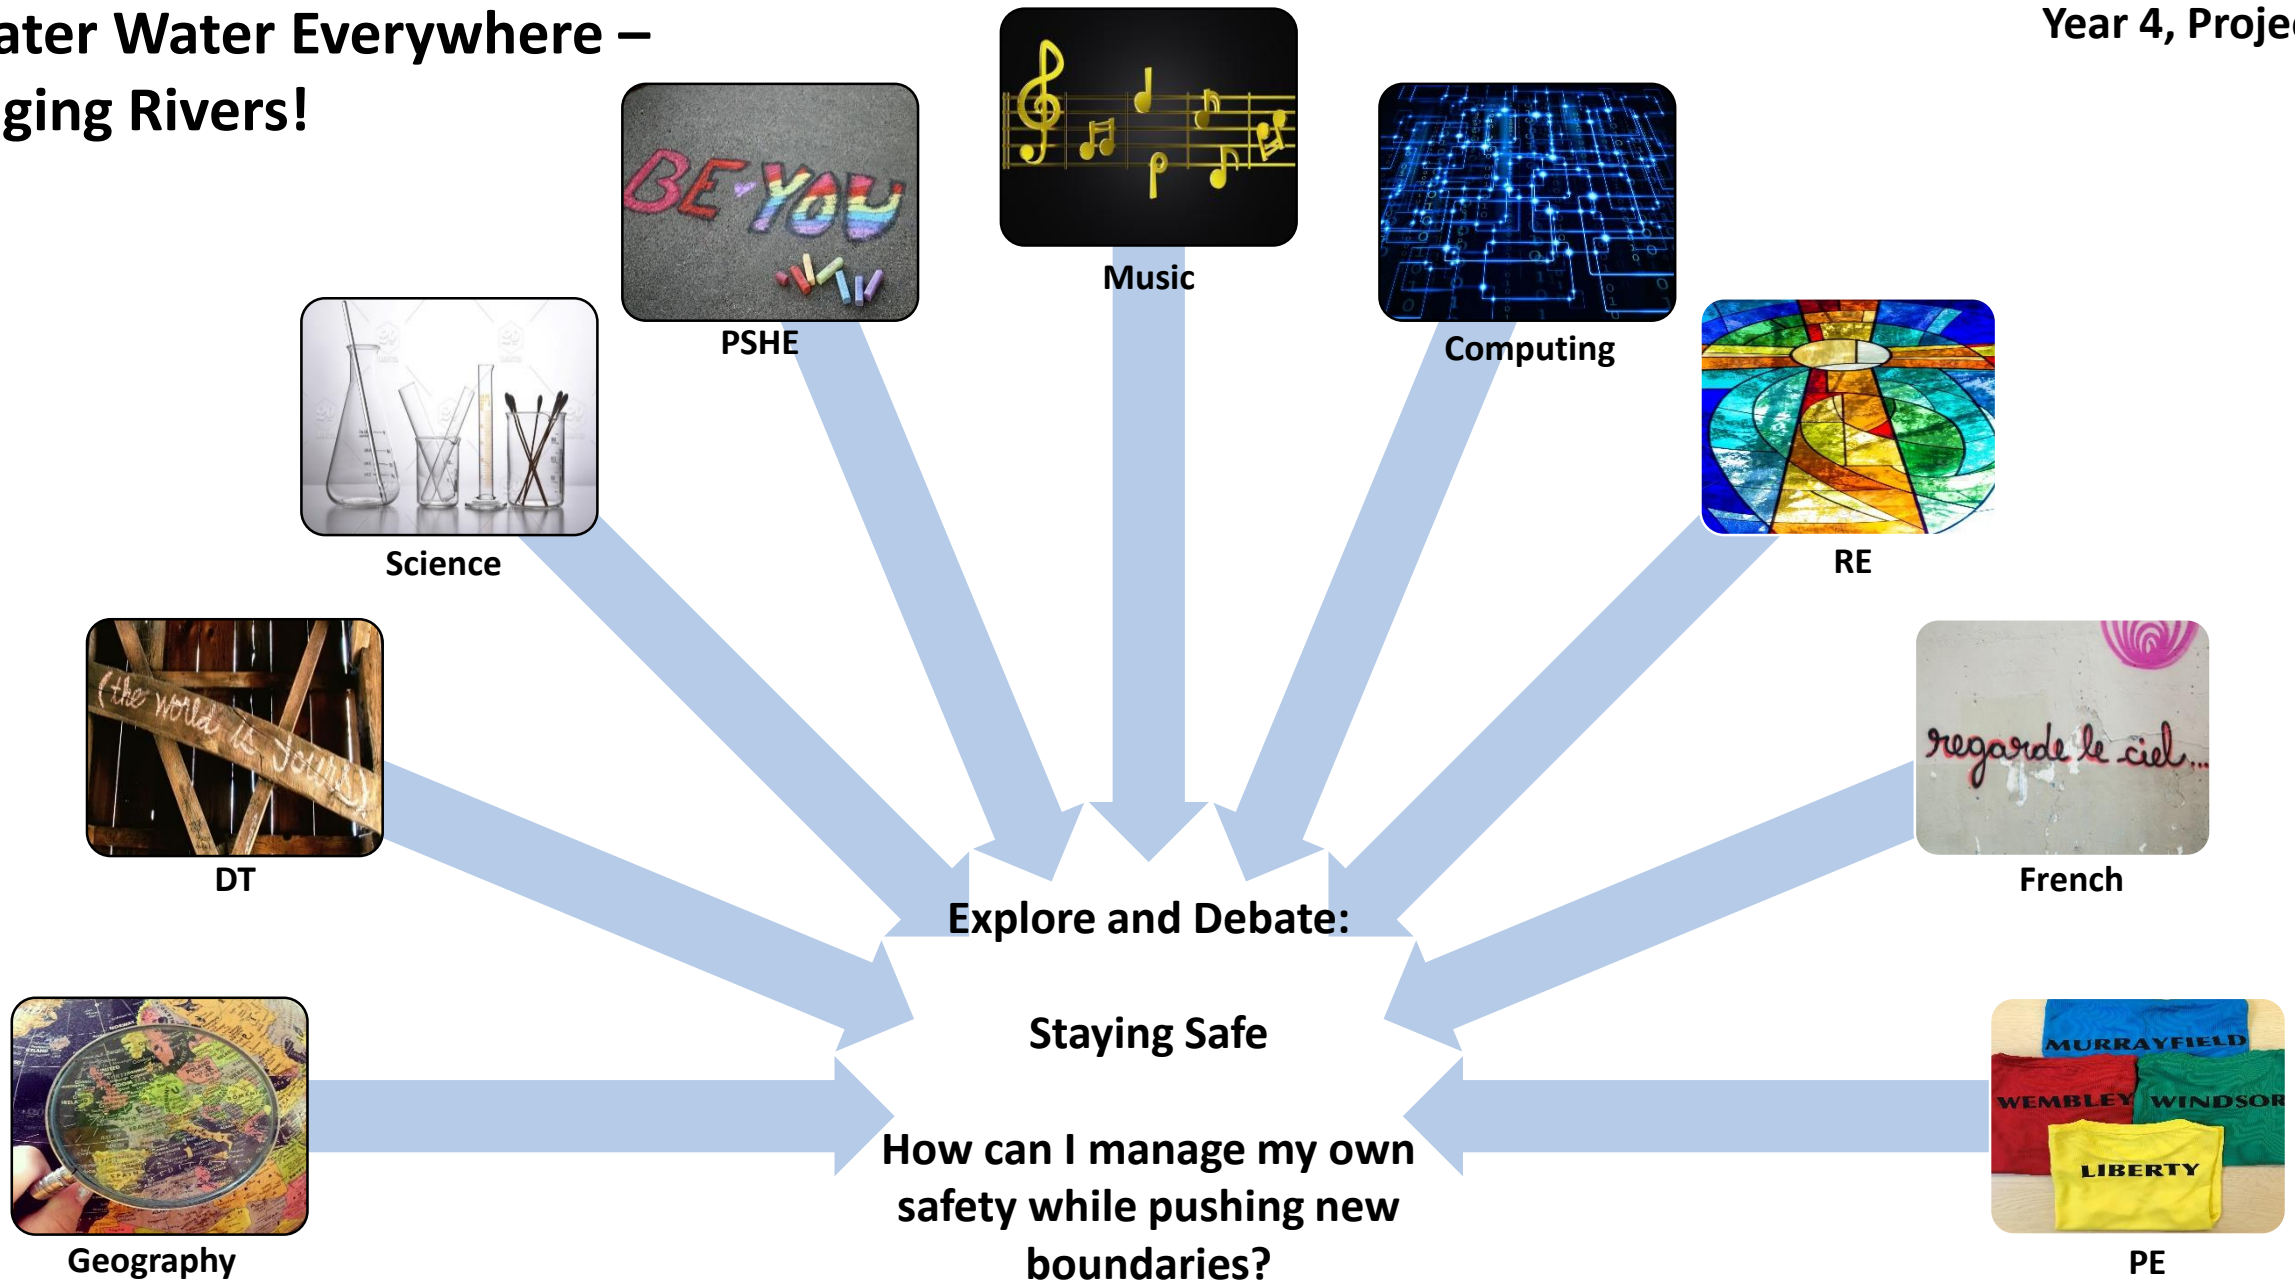 ater Water Everywhere –
ging Rivers!
Year 4, Projec
BE YOU
PSHE
Music
Computing
Science
RE
(the world is yours)
DT
regarde le ciel...
French
Explore and Debate:
Staying Safe
How can I manage my own
safety while pushing new
boundaries?
Geography
MURRAYFIELD
WEMBLEY
WINDSOR
LIBERTY
PE